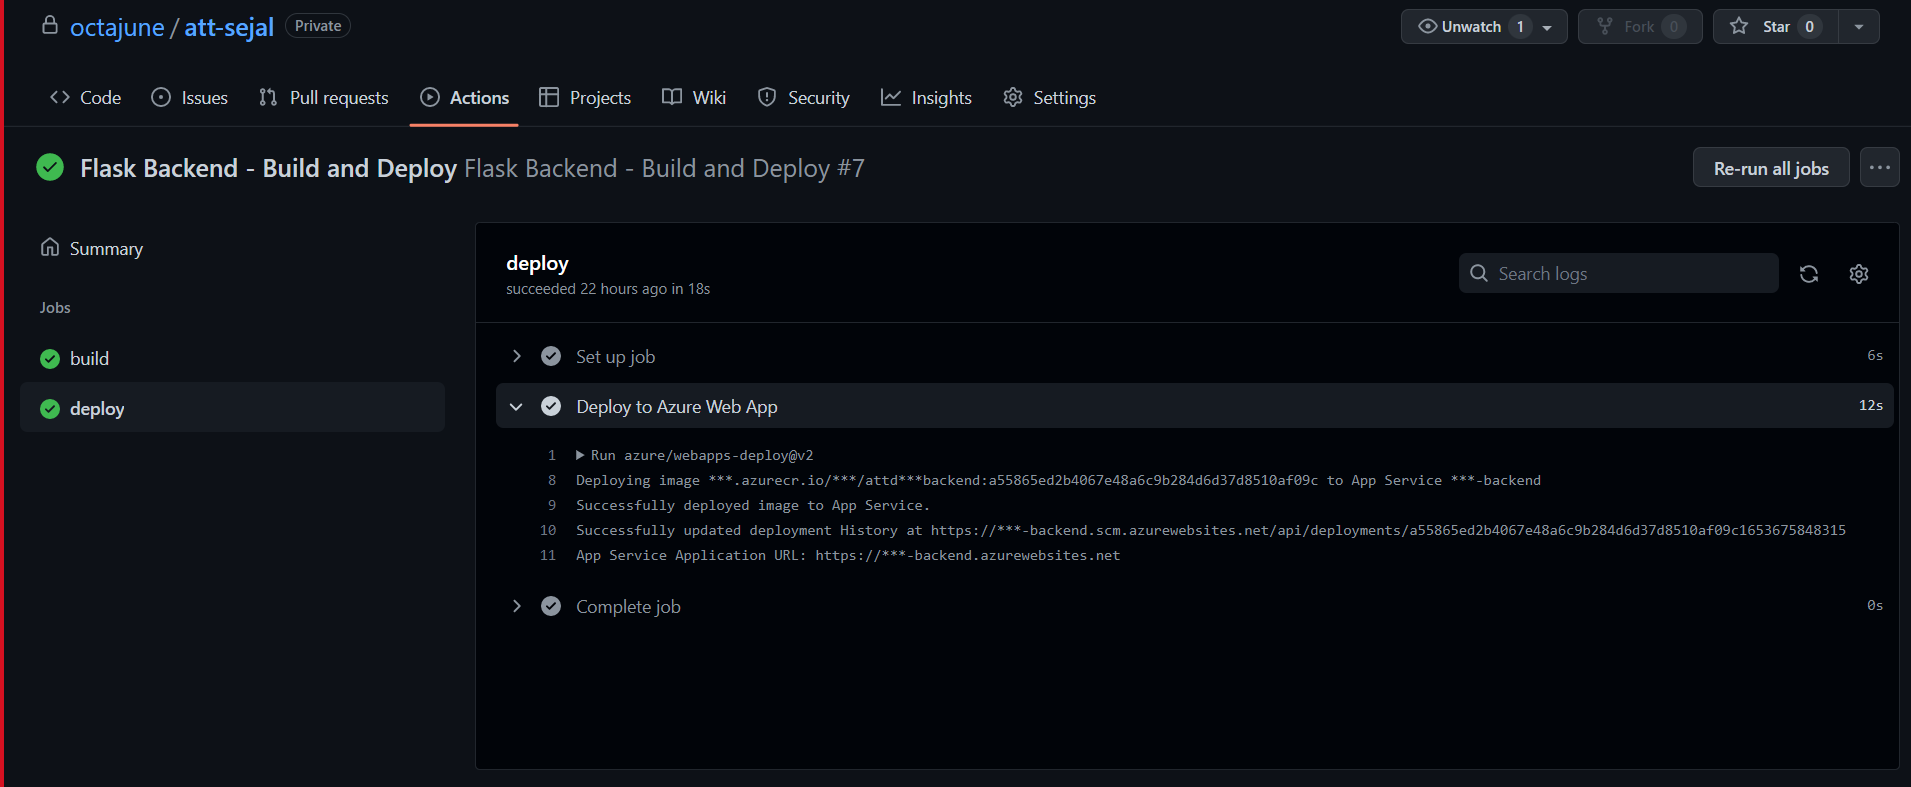 octajune / att-sejal Private
Unwatch 1 Fork 0 Star 0
Code Issues Pull requests Actions Projects Wiki Security Insights Settings
Flask Backend - Build and Deploy Flask Backend - Build and Deploy #7
Re-run all jobs
Summary
Jobs
build
deploy
deploy
succeeded 22 hours ago in 18s
Search logs
Set up job 6s
Deploy to Azure Web App 12s
1 Run azure/webapps-deploy@v2
8 Deploying image ***.azurecr.io/***/attd***backend:a55865ed2b4067e48a6c9b284d6d37d8510af09c to App Service ***-backend
9 Successfully deployed image to App Service.
10 Successfully updated deployment History at https://***-backend.scm.azurewebsites.net/api/deployments/a55865ed2b4067e48a6c9b284d6d37d8510af09c1653675848315
11 App Service Application URL: https://***-backend.azurewebsites.net
Complete job 0s